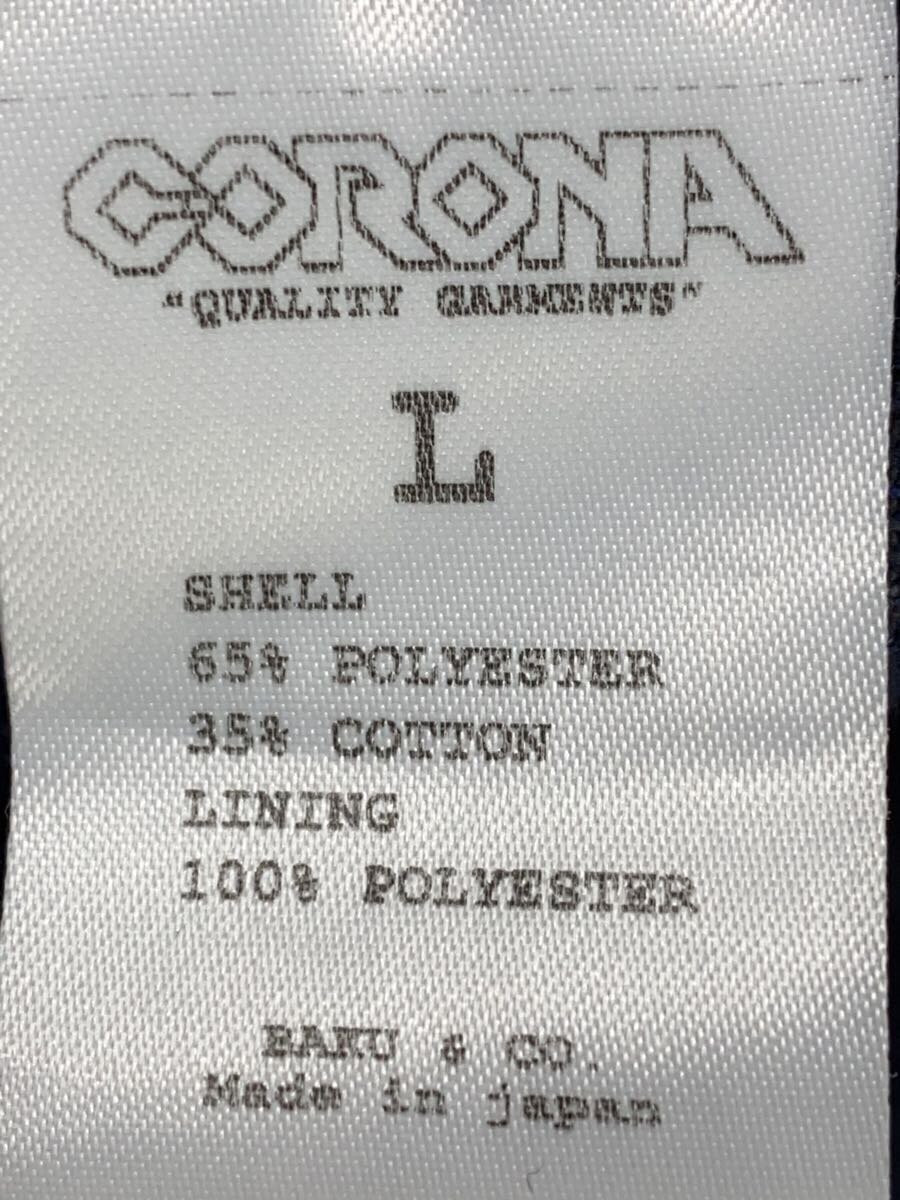 CORONA
"QUALITY GARMENTS"
L
SHELL
65% POLYESTER
35% COTTON
LINING
100% POLYESTER
BAKU & CO.
Made in japan